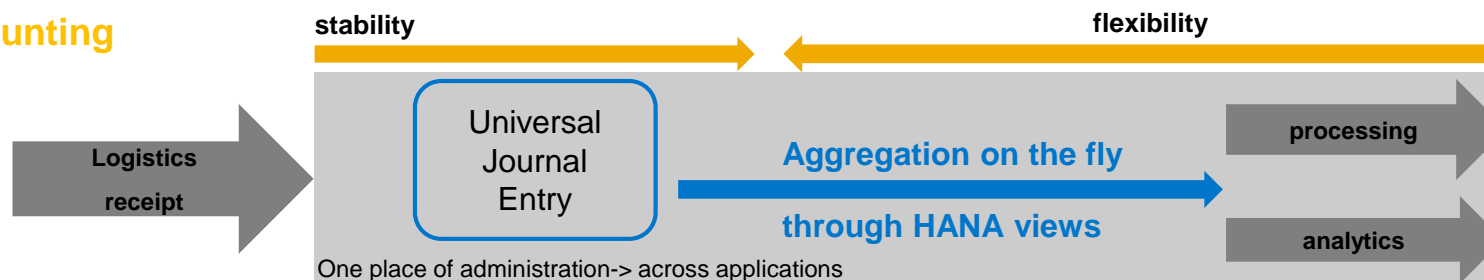 unting
stability
flexibility
Logistics
receipt
Universal
Journal
Entry
Aggregation on the fly
through HANA views
processing
analytics
One place of administration-> across applications